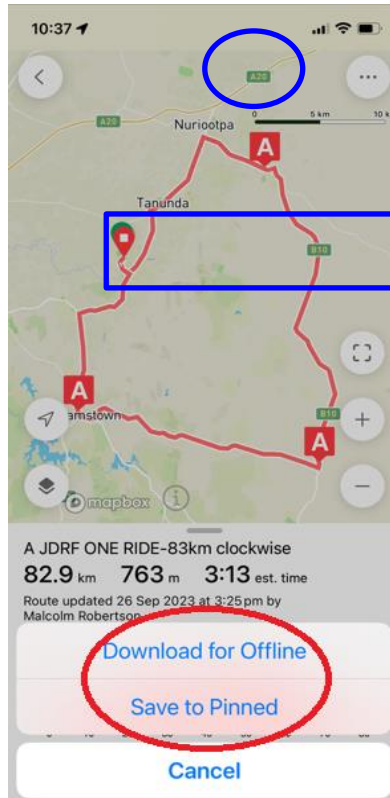 10:37
A20
0 5 km 10 k
A20
Nuriootpa
A
Tanunda
B10
A
amstown
B10
A
mapbox
A JDRF ONE RIDE-83km clockwise
82.9 km 763 m 3:13 est. time
Route updated 26 Sep 2023 at 3:25 pm by
Malcolm Robertson
Download for Offline
Save to Pinned
Cancel